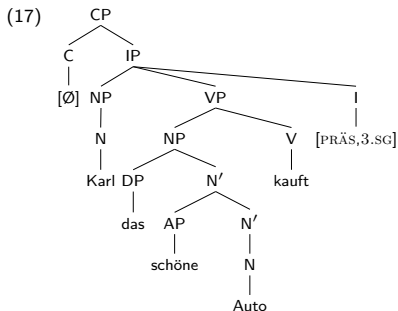 (17) CP
C IP
[Ø] NP VP I
N NP V [PRÄS,3.SG]
Karl DP N′ kauft
das AP N′
schöne N
Auto